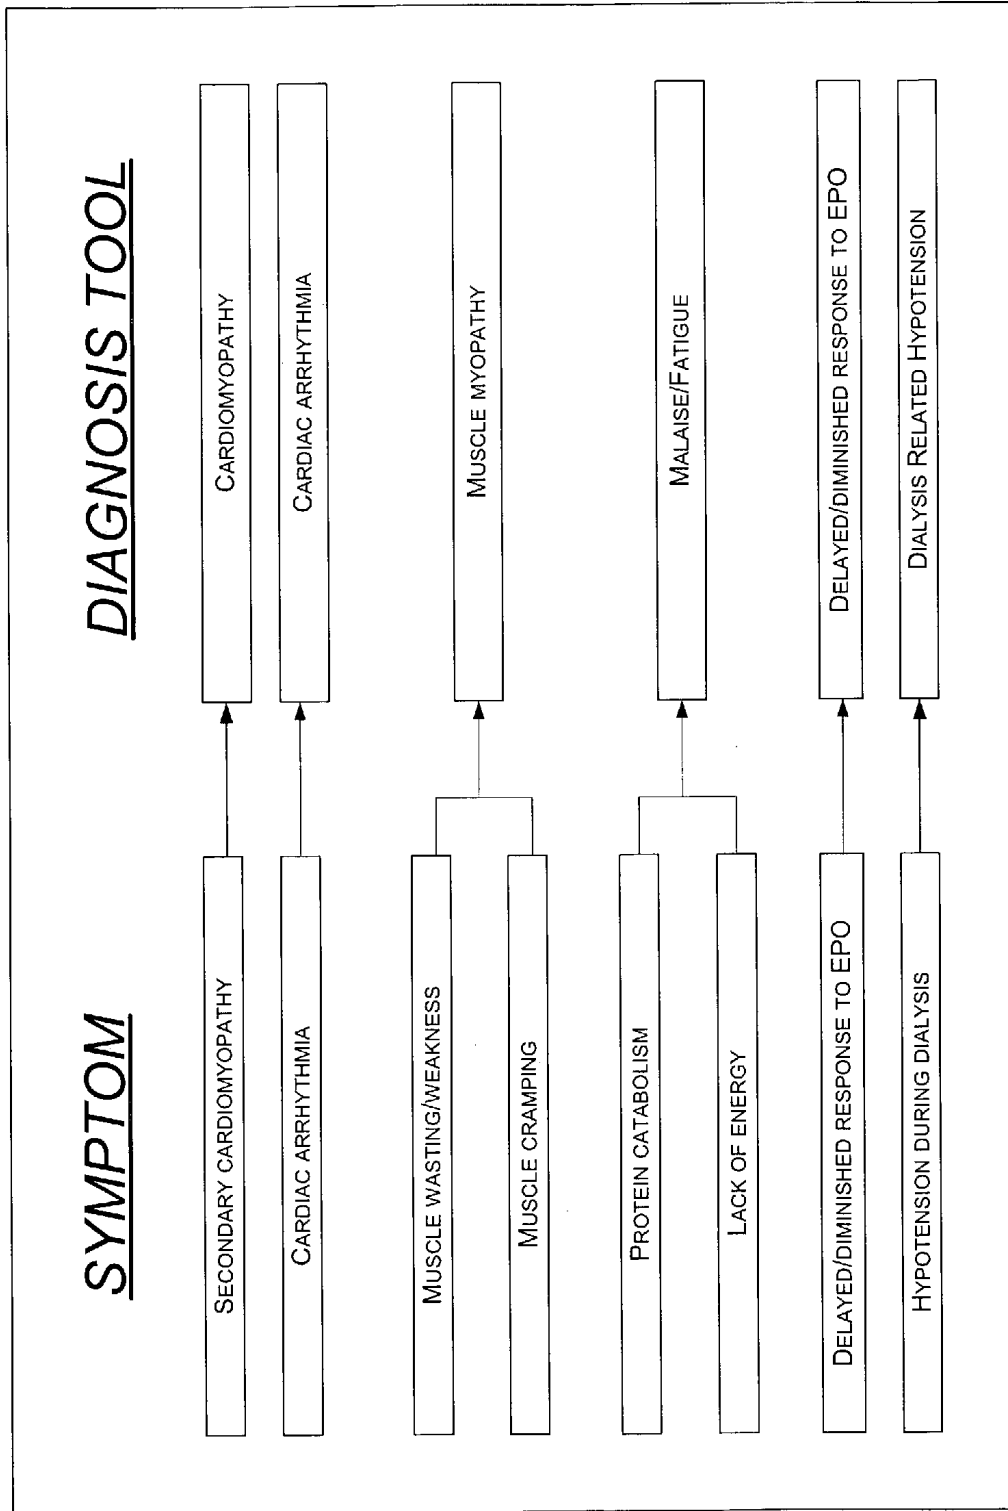 SYMPTOM
DIAGNOSIS TOOL
SECONDARY CARDIOMYOPATHY
CARDIOMYOPATHY
CARDIAC ARRHYTHMIA
CARDIAC ARRHYTHMIA
MUSCLE WASTING/WEAKNESS
MUSCLE CRAMPING
MUSCLE MYOPATHY
PROTEIN CATABOLISM
LACK OF ENERGY
MALAISE/FATIGUE
DELAYED/DIMINISHED RESPONSE TO EPO
DELAYED/DIMINISHED RESPONSE TO EPO
HYPOTENSION DURING DIALYSIS
DIALYSIS RELATED HYPOTENSION